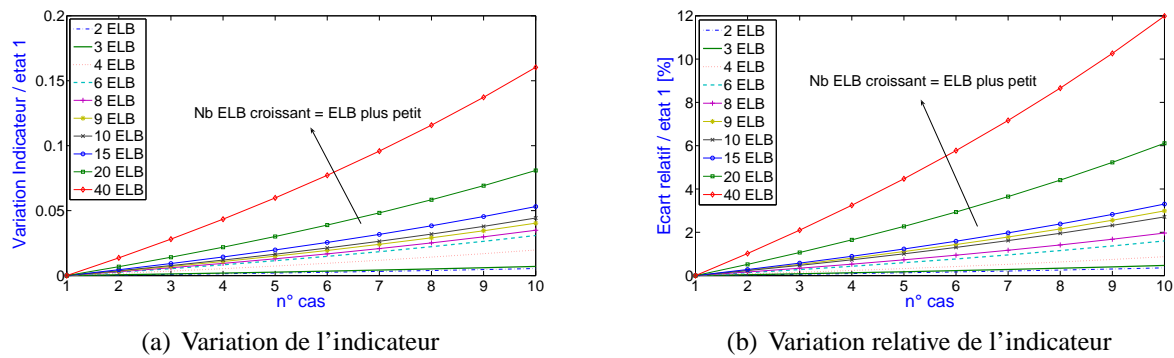 0.2
0.15
0.1
0.05
0
1 2 3 4 5 6 7 8 9 10
n° cas
Variation Indicateur / etat 1
2 ELB
3 ELB
4 ELB
6 ELB
8 ELB
9 ELB
10 ELB
15 ELB
20 ELB
40 ELB
Nb ELB croissant = ELB plus petit
(a) Variation de l'indicateur
12
10
8
6
4
2
0
1 2 3 4 5 6 7 8 9 10
n° cas
Ecart relatif / etat 1 [%]
2 ELB
3 ELB
4 ELB
6 ELB
8 ELB
9 ELB
10 ELB
15 ELB
20 ELB
40 ELB
Nb ELB croissant = ELB plus petit
(b) Variation relative de l'indicateur